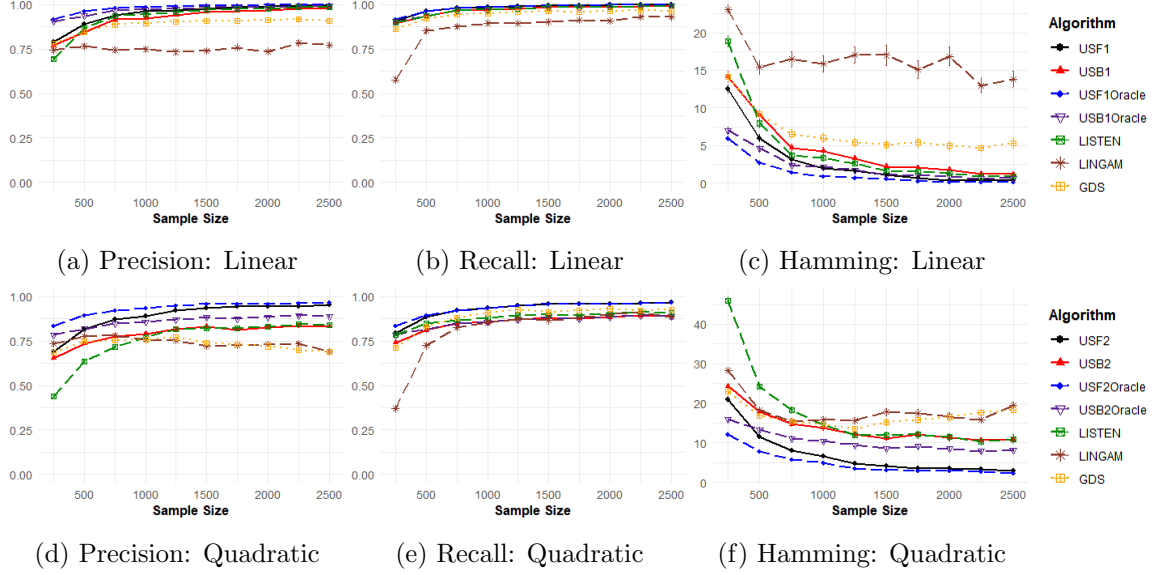 1.00
0.75
0.50
0.25
0.00
500 1000 1500 2000 2500
Sample Size
(a) Precision: Linear
1.00
0.75
0.50
0.25
0.00
500 1000 1500 2000 2500
Sample Size
(b) Recall: Linear
20
15
10
5
0
500 1000 1500 2000 2500
Sample Size
(c) Hamming: Linear
Algorithm
USF1
USB1
USF1Oracle
USB1Oracle
LISTEN
LINGAM
GDS
1.00
0.75
0.50
0.25
0.00
500 1000 1500 2000 2500
Sample Size
(d) Precision: Quadratic
1.00
0.75
0.50
0.25
0.00
500 1000 1500 2000 2500
Sample Size
(e) Recall: Quadratic
40
30
20
10
0
500 1000 1500 2000 2500
Sample Size
(f) Hamming: Quadratic
Algorithm
USF2
USB2
USF2Oracle
USB2Oracle
LISTEN
LINGAM
GDS